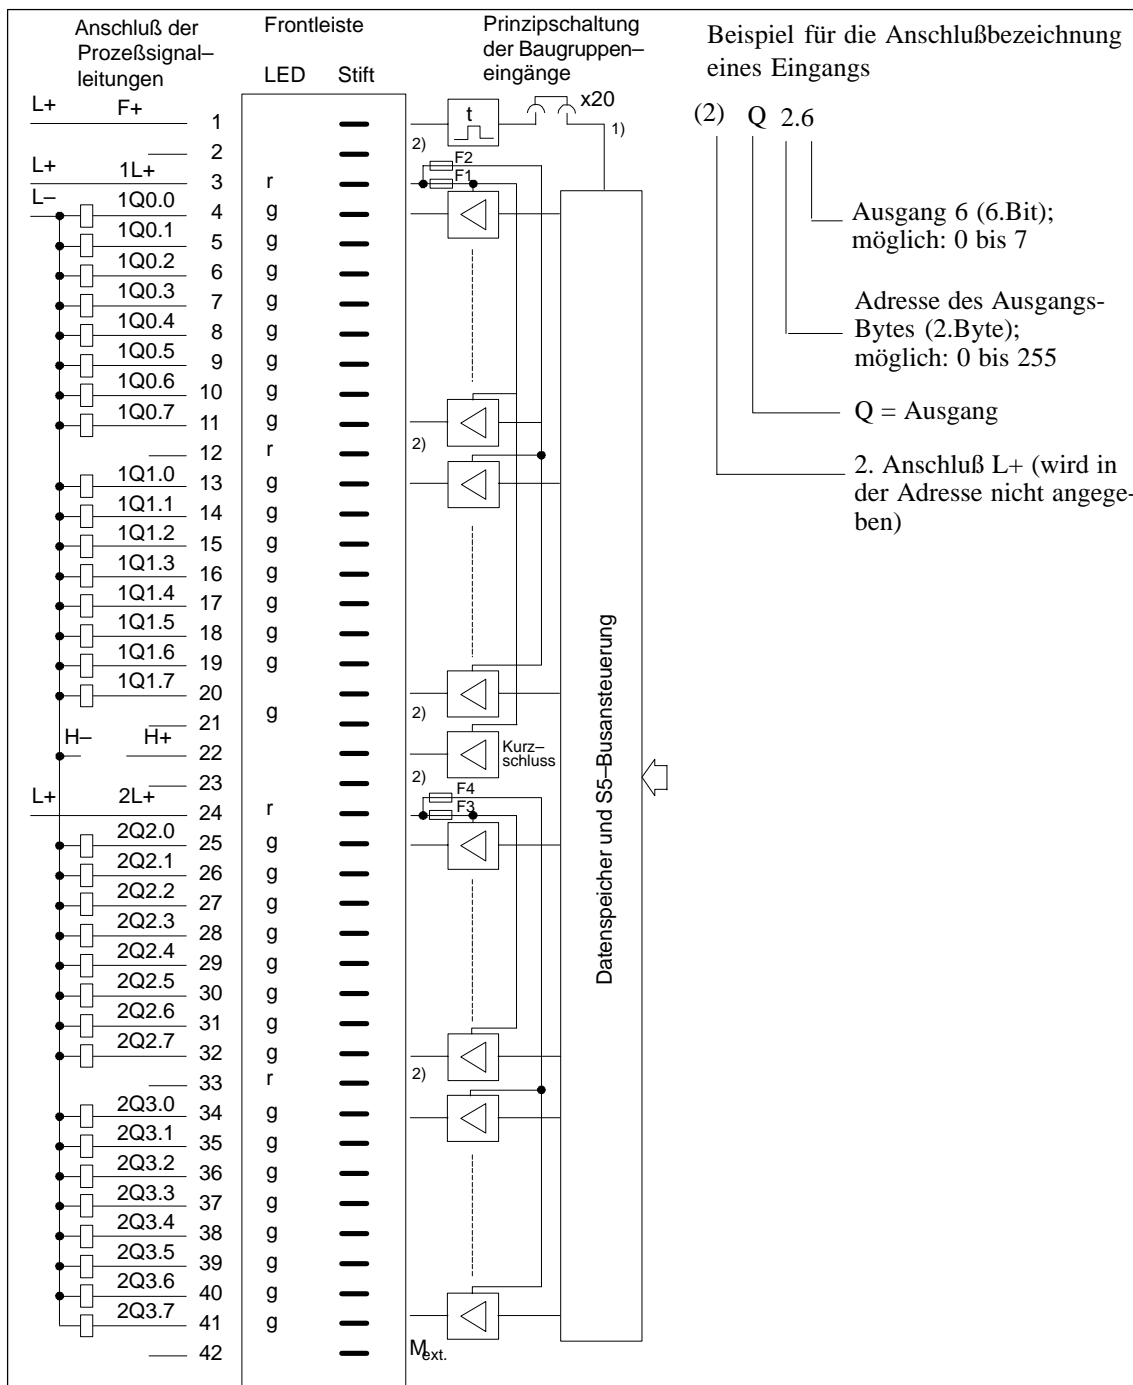 Anschluß der
Prozeßsignal–
leitungen
Frontleiste
LED Stift
Prinzipschaltung
der Baugruppen–
eingänge
Beispiel für die Anschlußbezeichnung
eines Eingangs
(2) Q 2.6
Ausgang 6 (6.Bit);
möglich: 0 bis 7
Adresse des Ausgangs-
Bytes (2.Byte);
möglich: 0 bis 255
Q = Ausgang
2. Anschluß L+ (wird in
der Adresse nicht angege-
ben)
L+ F+ 1 t x20 1)
2 2)
L+ 1L+ 3 r F2 F1
L– 1Q0.0 4 g
1Q0.1 5 g
1Q0.2 6 g
1Q0.3 7 g
1Q0.4 8 g
1Q0.5 9 g
1Q0.6 10 g
1Q0.7 11 g
12 r 2)
1Q1.0 13 g
1Q1.1 14 g
1Q1.2 15 g
1Q1.3 16 g
1Q1.4 17 g
1Q1.5 18 g
1Q1.6 19 g
1Q1.7 20
21 g 2)
H– H+ 22 Kurz–
schluss
23 2)
L+ 2L+ 24 r F4 F3
2Q2.0 25 g
2Q2.1 26 g
2Q2.2 27 g
2Q2.3 28 g
2Q2.4 29 g
2Q2.5 30 g
2Q2.6 31 g
2Q2.7 32 g
33 r 2)
2Q3.0 34 g
2Q3.1 35 g
2Q3.2 36 g
2Q3.3 37 g
2Q3.4 38 g
2Q3.5 39 g
2Q3.6 40 g
2Q3.7 41 g
42 Mext.
Datenspeicher und S5–Busansteuerung